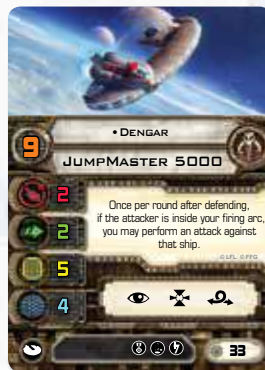 • DENGAR
9
JUMPMASTER 5000
2
2
5
4
Once per round after defending,
if the attacker is inside your firing arc,
you may perform an attack against
that ship.
© LFL © FFG
33